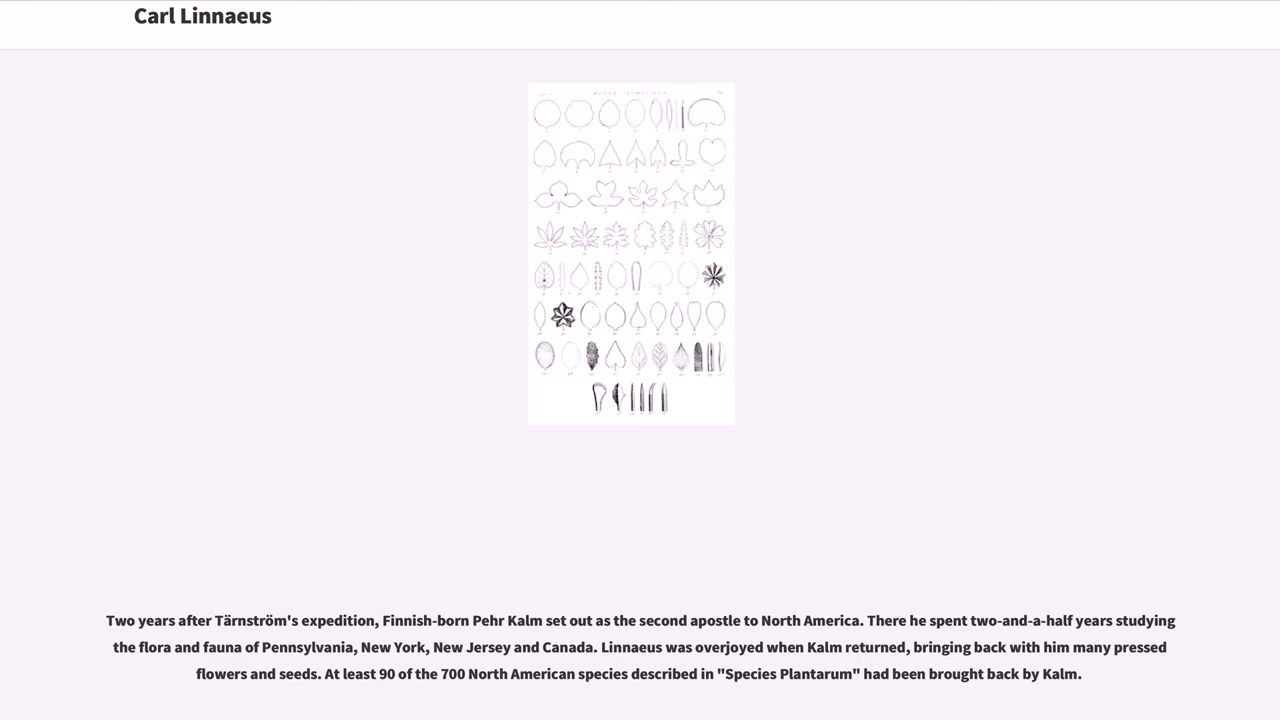 Carl Linnaeus
Two years after Tärnström's expedition, Finnish-born Pehr Kalm set out as the second apostle to North America. There he spent two-and-a-half years studying
the flora and fauna of Pennsylvania, New York, New Jersey and Canada. Linnaeus was overjoyed when Kalm returned, bringing back with him many pressed
flowers and seeds. At least 90 of the 700 North American species described in "Species Plantarum" had been brought back by Kalm.